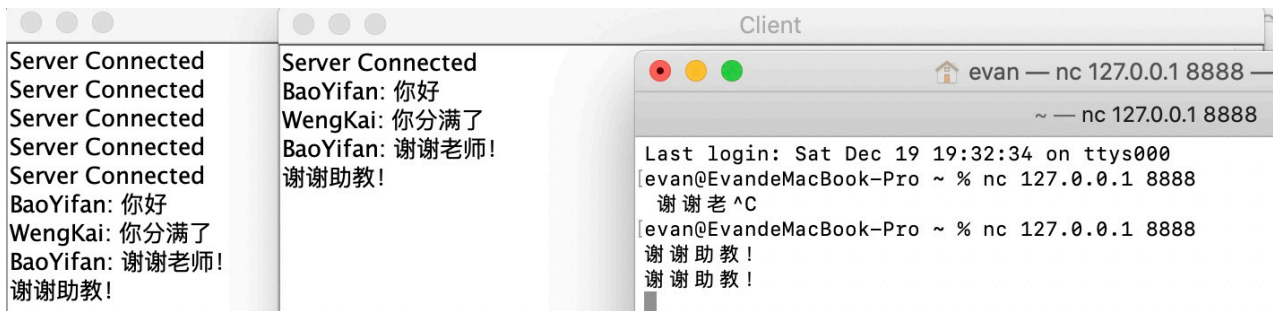 Client
Server Connected
Server Connected
Server Connected
Server Connected
Server Connected
BaoYifan: 你好
WengKai: 你分满了
BaoYifan: 谢谢老师!
谢谢助教!
Server Connected
BaoYifan: 你好
WengKai: 你分满了
BaoYifan: 谢谢老师!
谢谢助教!
evan — nc 127.0.0.1 8888 —
~ — nc 127.0.0.1 8888
Last login: Sat Dec 19 19:32:34 on ttys000
[evan@EvandeMacBook-Pro ~ % nc 127.0.0.1 8888
谢谢老^C
[evan@EvandeMacBook-Pro ~ % nc 127.0.0.1 8888
谢谢助教!
谢谢助教!